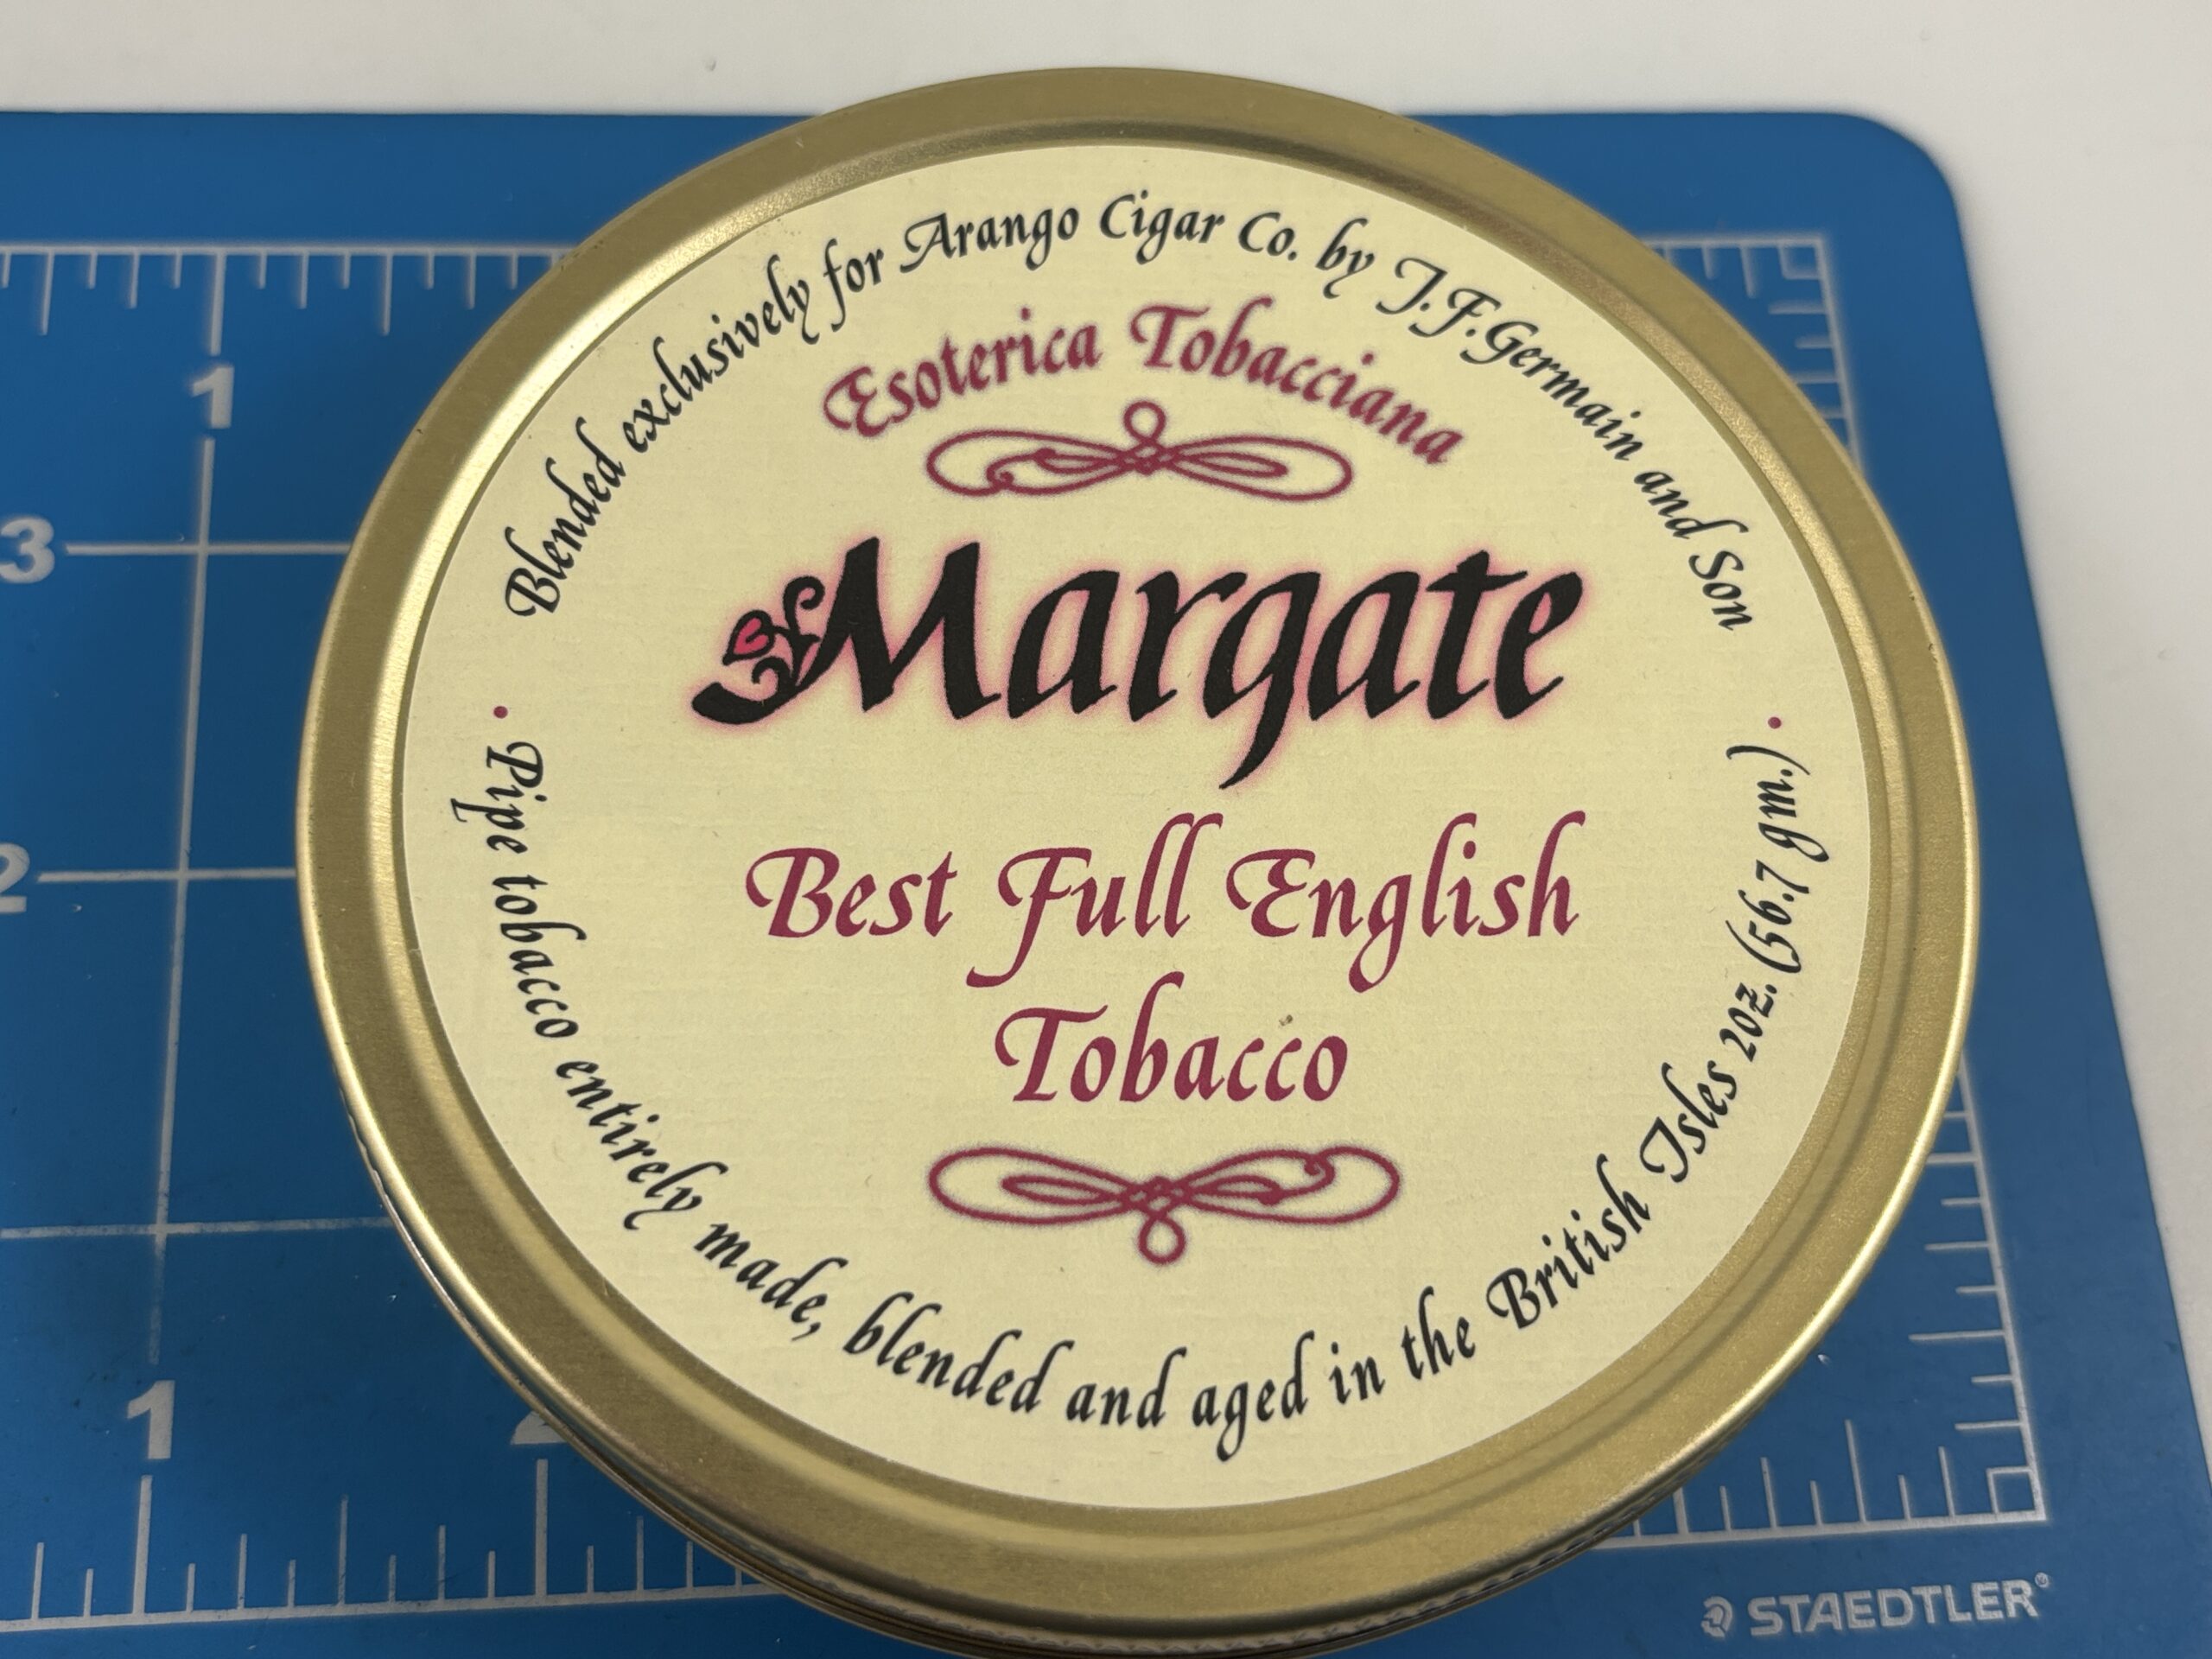 Blended exclusively for Arango Cigar Co. by J.F.Germain and Son
Esoterica Tobacciana
Margate
Best Full English
Tobacco
• Pipe tobacco entirely made, blended and aged in the British Isles 2oz. (56.7 gm.) •
1
3
2
1
2
STAEDTLER®